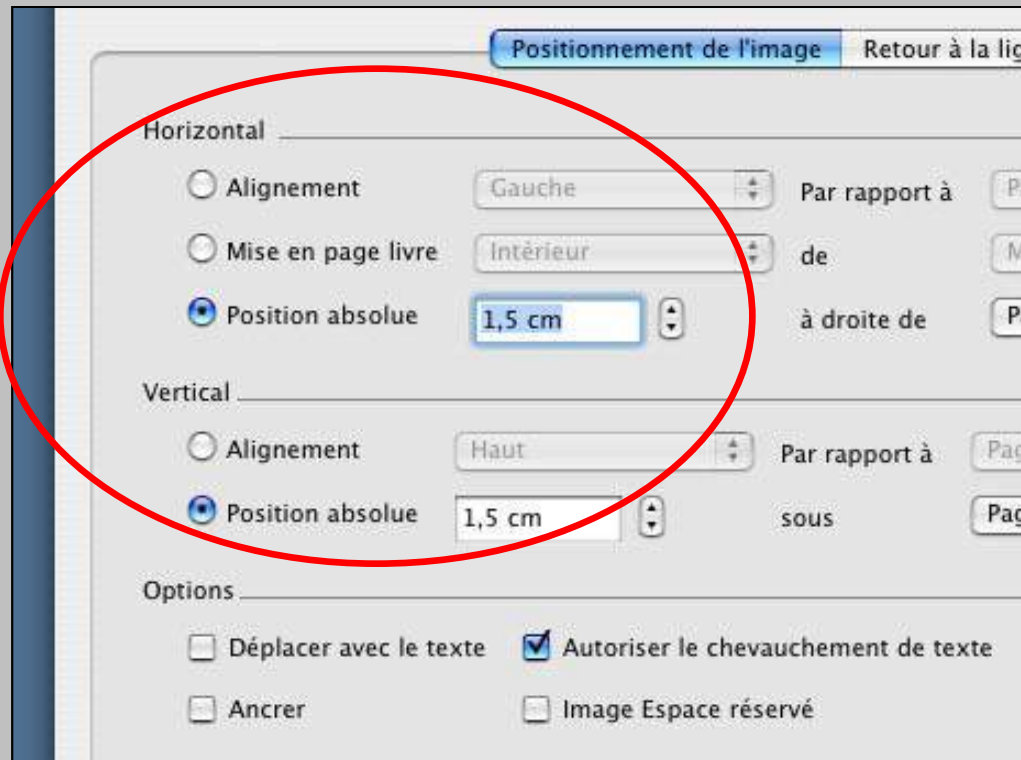 Positionnement de l'image Retour à la lig
Horizontal
Alignement Gauche Par rapport à P
Mise en page livre Intérieur de M
Position absolue 1,5 cm à droite de P
Vertical
Alignement Haut Par rapport à Pag
Position absolue 1,5 cm sous Pag
Options
Déplacer avec le texte Autoriser le chevauchement de texte
Ancrer Image Espace réservé